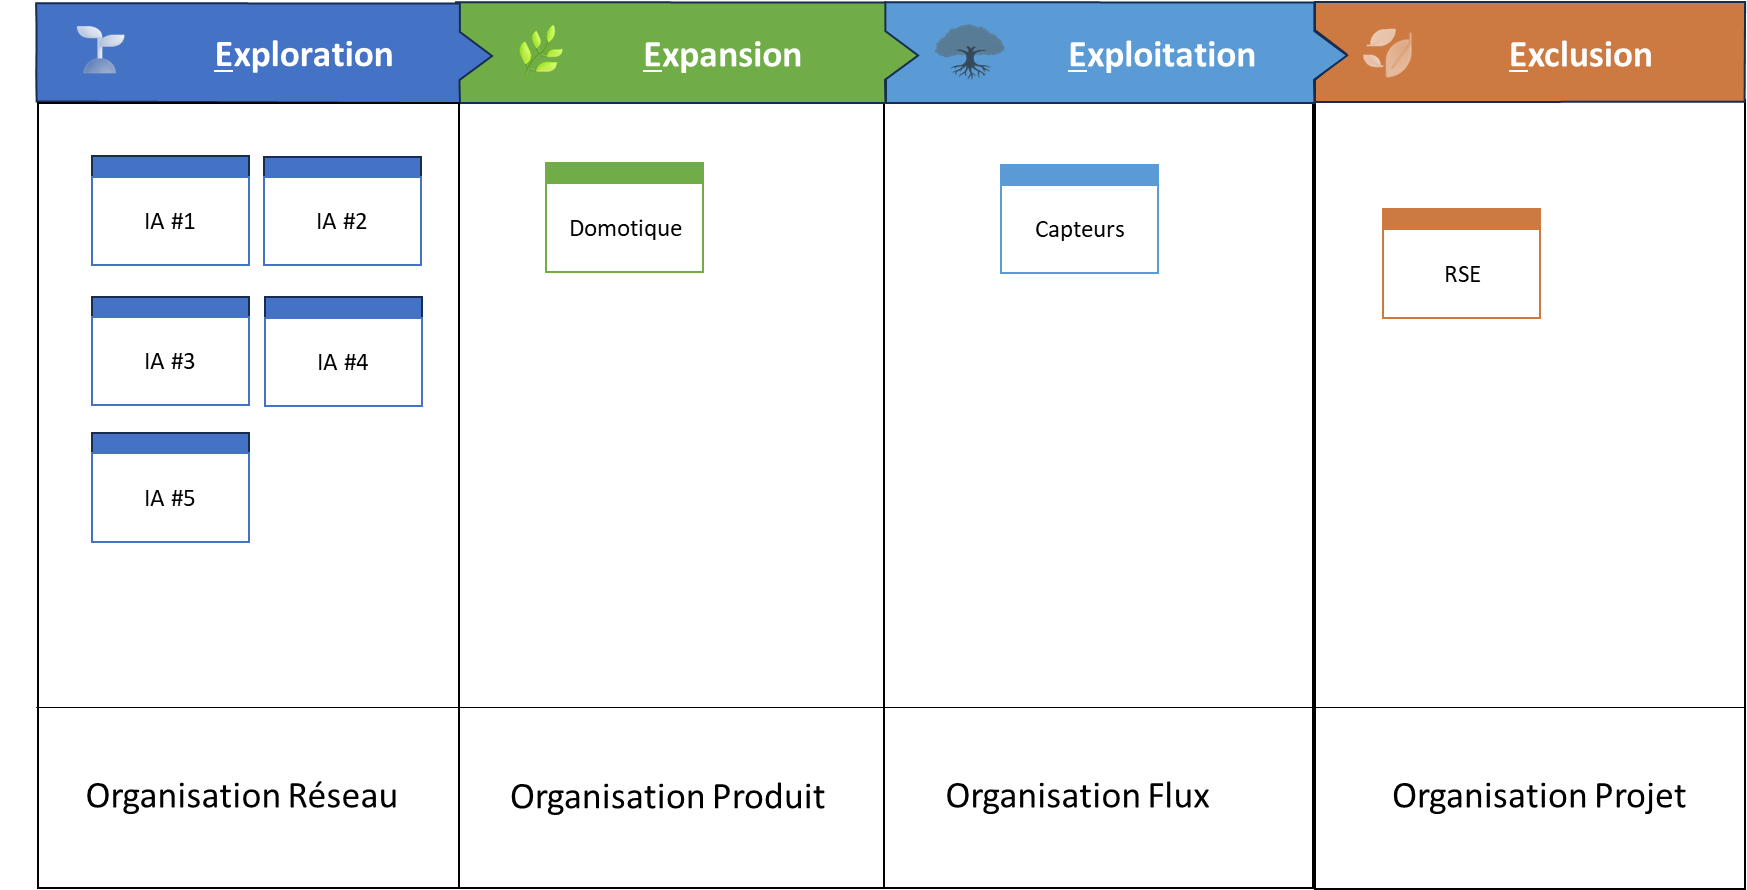 Exploration
Expansion
Exploitation
Exclusion
IA #1
IA #2
IA #3
IA #4
IA #5
Domotique
Capteurs
RSE
Organisation Réseau
Organisation Produit
Organisation Flux
Organisation Projet